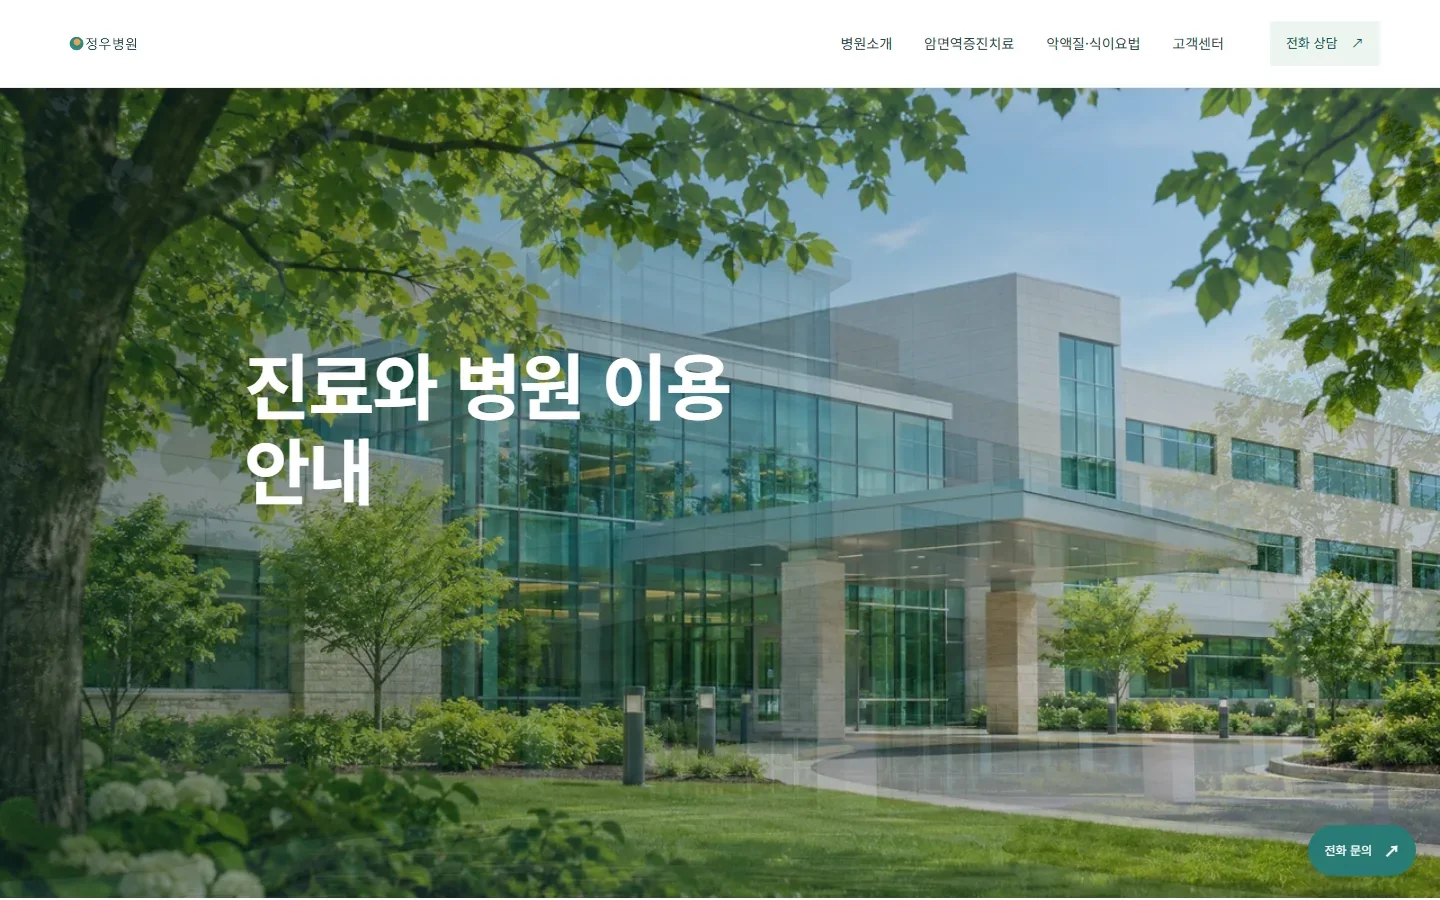 정우병원
병원소개
암면역증진치료
악액질·식이요법
고객센터
전화 상담
진료와 병원 이용
안내
전화 문의